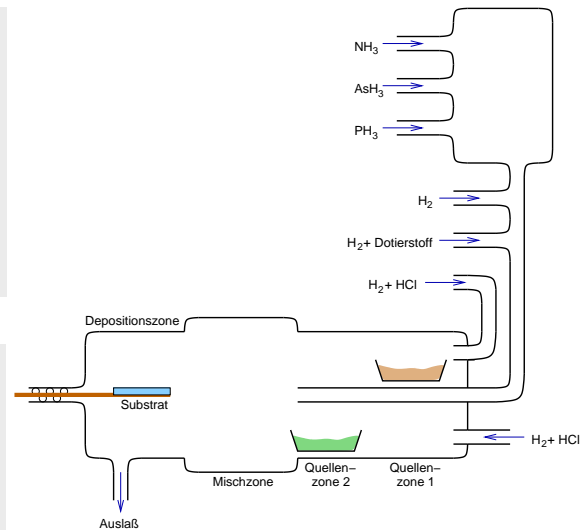 NH3
AsH3
PH3
H2
H2+ Dotierstoff
H2+ HCl
Depositionszone
Substrat
H2+ HCl
Quellen−
zone 2
Quellen−
zone 1
Mischzone
Auslaß